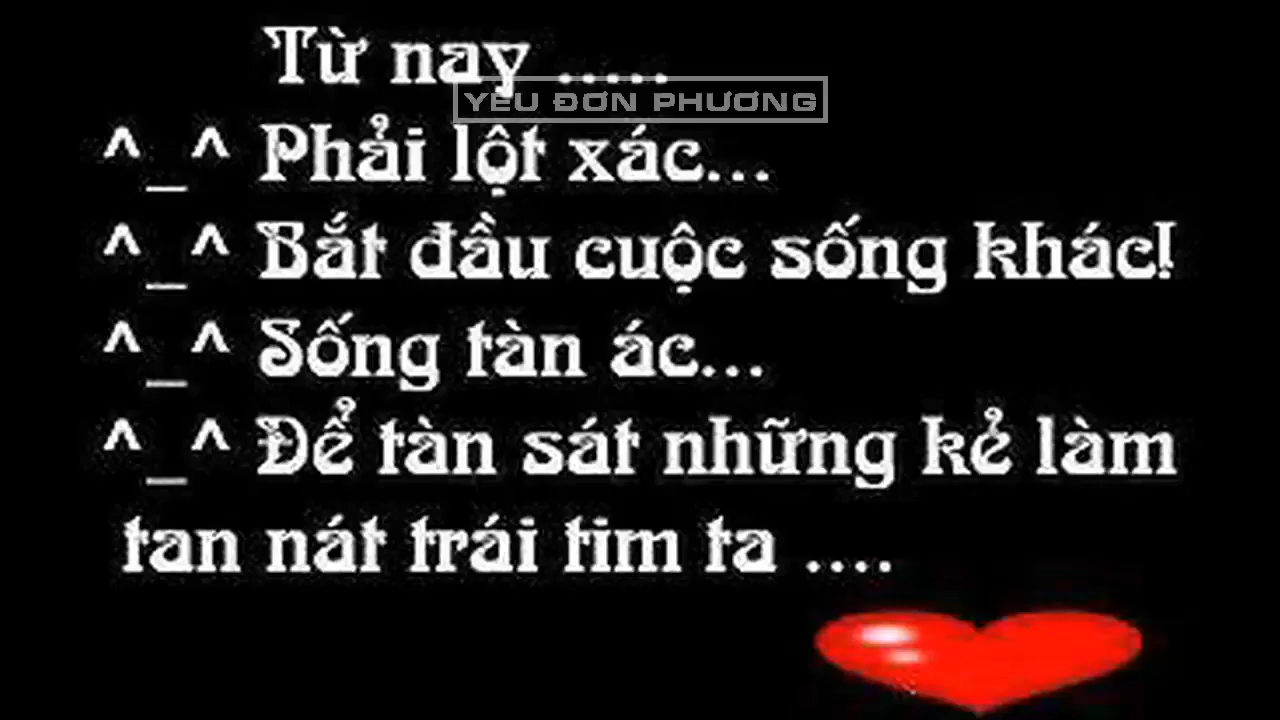 Từ nay .....
YÊU ĐƠN PHƯƠNG
^_^ Phải lột xác...
^_^ Bắt đầu cuộc sống khác!
^_^ Sống tàn ác...
^_^ Để tàn sát những kẻ làm
tan nát trái tim ta ....